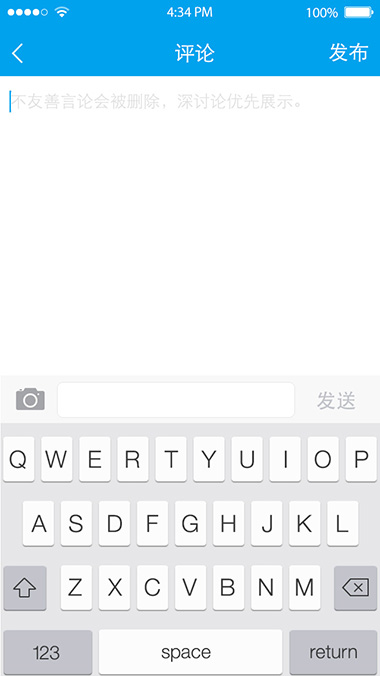 4:34 PM 100%
评论 发布
不友善言论会被删除，深讨论优先展示。
发送
Q W E R T Y U I O P
A S D F G H J K L
Z X C V B N M
123 space return